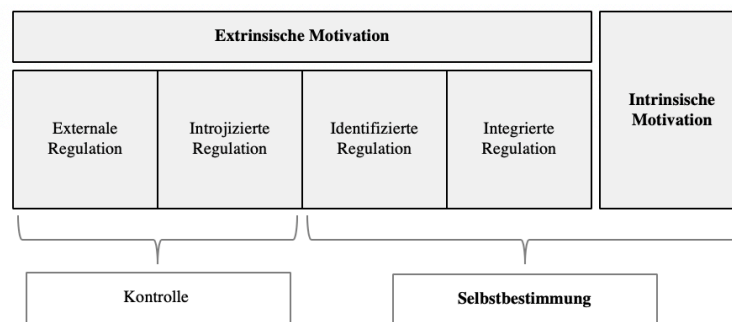 Extrinsische Motivation
Externale
Regulation
Introjizierte
Regulation
Identifizierte
Regulation
Integrierte
Regulation
Intrinsische
Motivation
Kontrolle
Selbstbestimmung